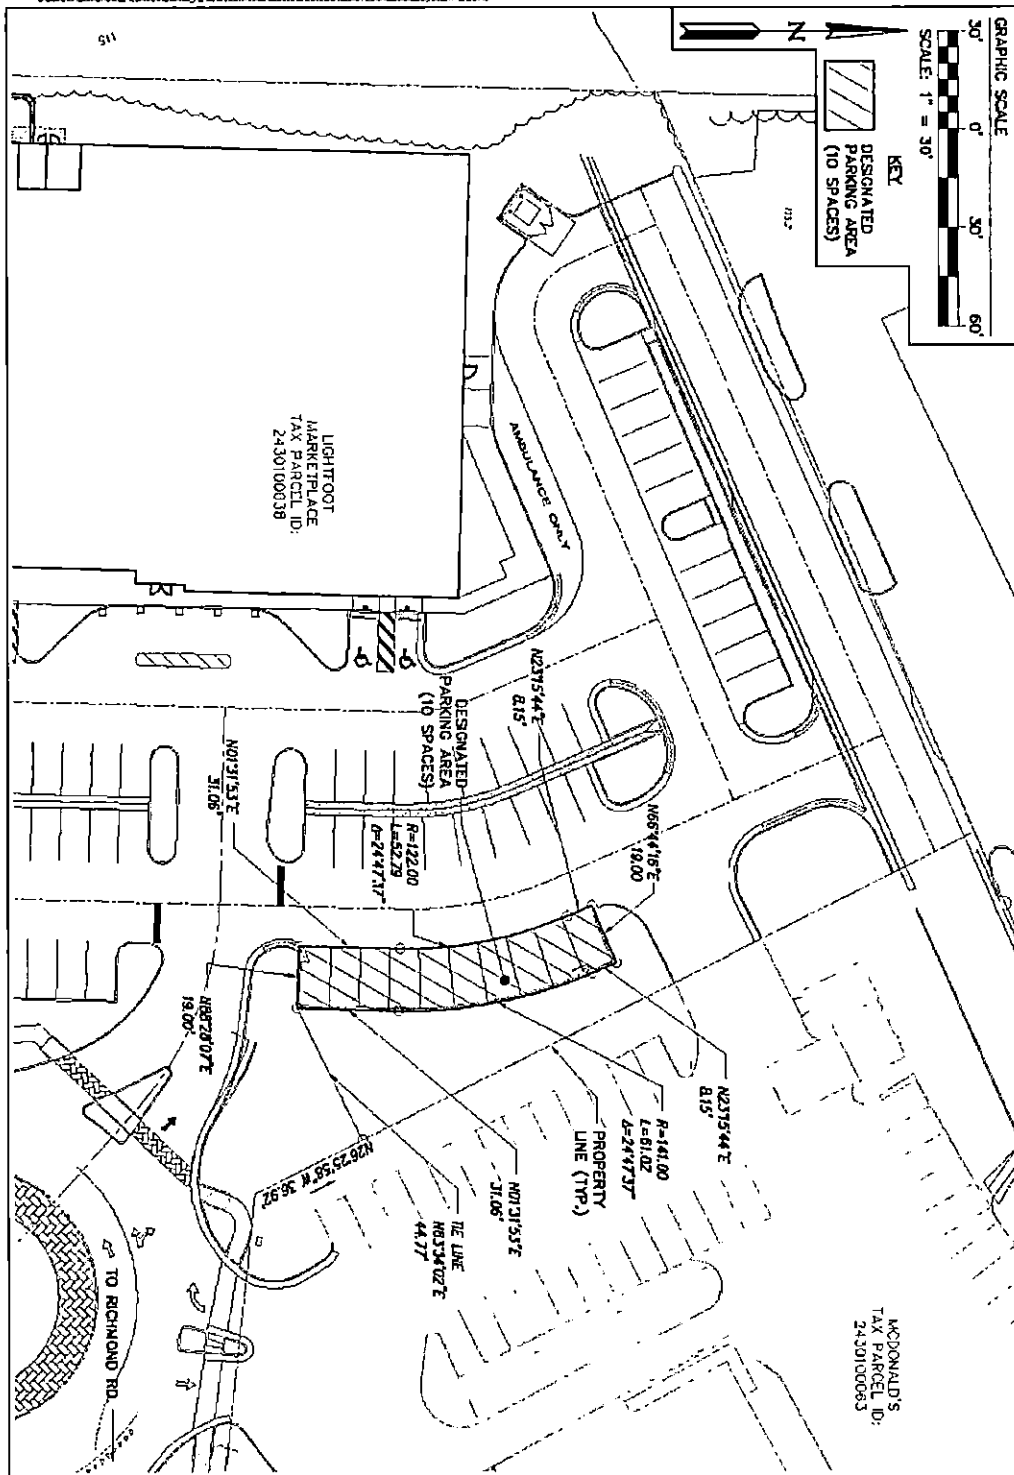 GRAPHIC SCALE
30' 0' 30' 60'
SCALE: 1" = 30'
N
KEY
DESIGNATED
PARKING AREA
(10 SPACES)
115
LIGHTFOOT
MARKETPLACE
TAX PARCEL ID:
2430100038
AMBULANCE ONLY
N23°15'44"E
8.15'
DESIGNATED
PARKING AREA
(10 SPACES)
N66°44'16"E
19.00
R=122.00
L=52.79
Δ=24°47'37"
N01°31'53"E
31.06'
N88°28'07"E
19.00'
N23°15'44"E
8.15'
R=141.00
L=61.02
Δ=24°47'37"
PROPERTY
LINE (TYP.)
N01°31'53"E
31.06'
TIE LINE
N63°34'02"E
44.77'
N26°25'58"W 36.92'
TO RICHMOND RD.
MCDONALD'S
TAX PARCEL ID:
2430100063